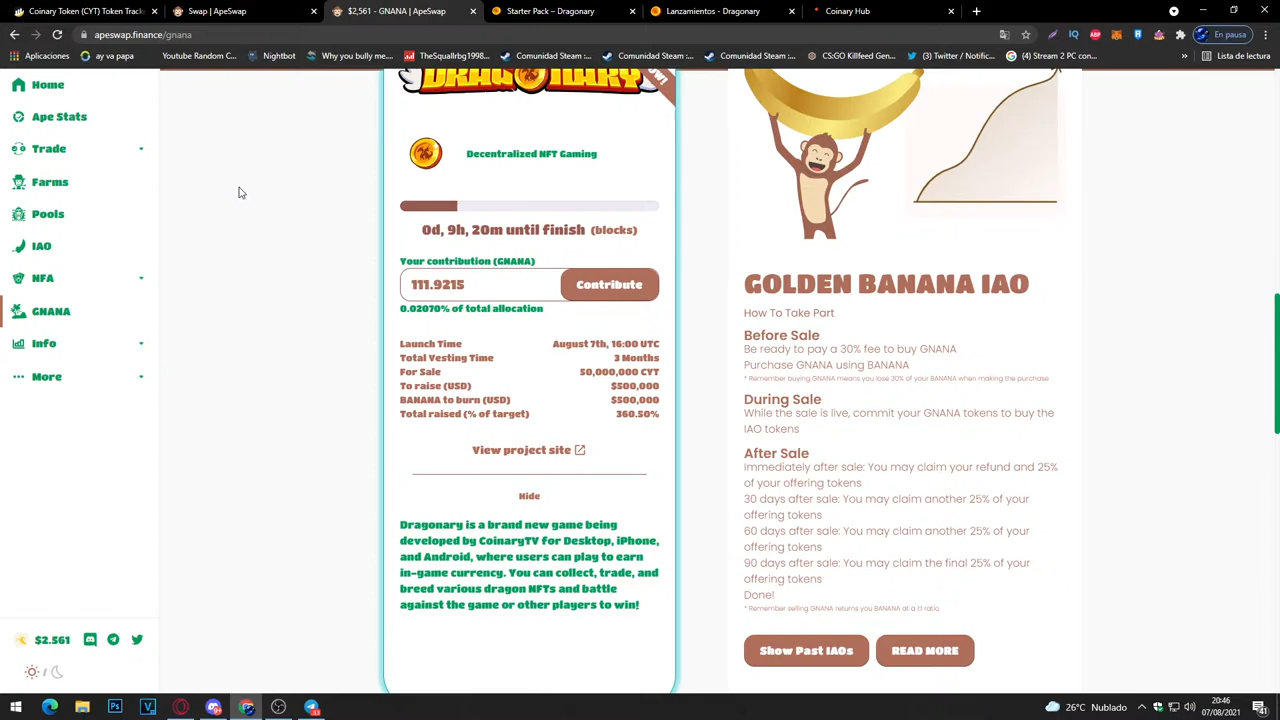 Coinary Token (CYT) Token Trac
Swap | ApeSwap
$2,561 - GNANA | ApeSwap
Dragonary
Lanzamientos - Dragonary
Coinary
apeswap.finance/gnana
En pausa
Aplicaciones
ay va papa
Youtube Random C...
Nightbot
Why you bully me....
TheSquallrbg1998...
Comunidad Steam :...
Comunidad Steam :...
CS:GO Killfeed Gen...
(3) Twitter / Notific...
(4) Stream 2 PC con...
»
Lista de lectura
Home
Ape Stats
Trade
Farms
Pools
IAO
NFA
GNANA
Info
More
$2.561
/
DRAGONARY
Decentralized NFT Gaming
0d, 9h, 20m until finish (blocks)
Your contribution (GNANA)
111.9215
Contribute
0.02070% of total allocation
Launch Time August 7th, 16:00 UTC
Total Vesting Time 3 Months
For Sale 50,000,000 CYT
To raise (USD) $500,000
BANANA to burn (USD) $500,000
Total raised (% of target) 360.50%
View project site
Hide
Dragonary is a brand new game being
developed by CoinaryTV for Desktop, iPhone,
and Android, where users can play to earn
in-game currency. You can collect, trade, and
breed various dragon NFTs and battle
against the game or other players to win!
GOLDEN BANANA IAO
How To Take Part
Before Sale
Be ready to pay a 30% fee to buy GNANA
Purchase GNANA using BANANA
* Remember buying GNANA means you lose 30% of your BANANA when making the purchase
During Sale
While the sale is live, commit your GNANA tokens to buy the
IAO tokens
After Sale
Immediately after sale: You may claim your refund and 25%
of your offering tokens
30 days after sale: You may claim another 25% of your
offering tokens
60 days after sale: You may claim another 25% of your
offering tokens
90 days after sale: You may claim the final 25% of your
offering tokens
Done!
* Remember selling GNANA returns you BANANA at a 1:1 ratio
Show Past IAOs
READ MORE
26°C Nublado
20:46
07/08/2021